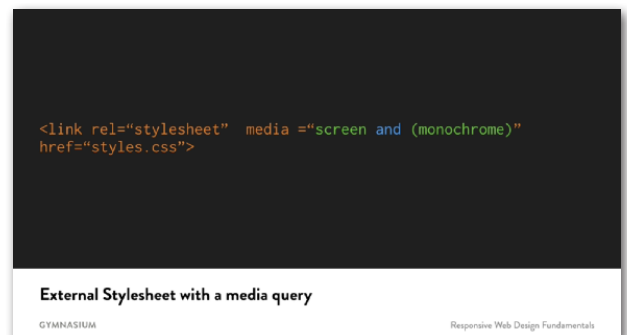 <link rel=“stylesheet”  media =“screen and (monochrome)”
href=“styles.css”>
External Stylesheet with a media query
GYMNASIUM
Responsive Web Design Fundamentals